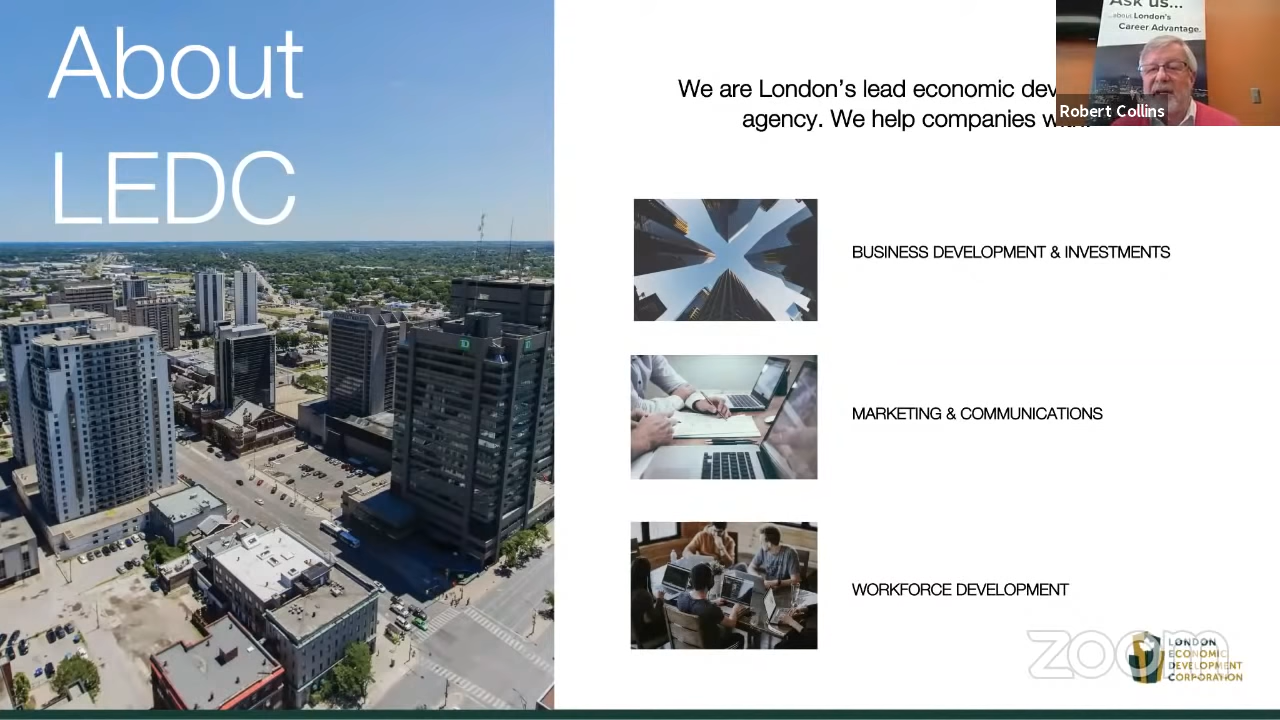 About
LEDC
Ask us...
...about London's
Career Advantage.
Robert Collins
We are London's lead economic dev
agency. We help companies w
BUSINESS DEVELOPMENT & INVESTMENTS
MARKETING & COMMUNICATIONS
WORKFORCE DEVELOPMENT
zoom
LONDON
ECONOMIC
DEVELOPMENT
CORPORATION